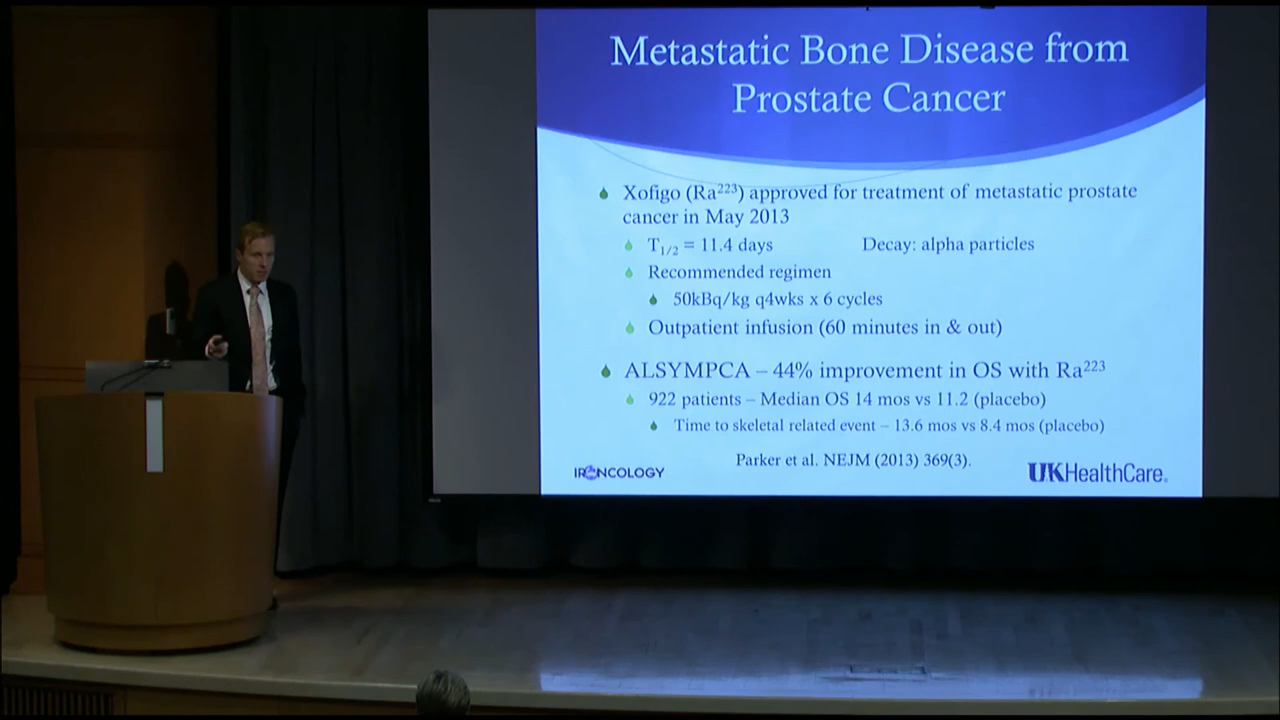 Metastatic Bone Disease from
Prostate Cancer
Xofigo (Ra²²³) approved for treatment of metastatic prostate
cancer in May 2013
T₁/₂ = 11.4 days Decay: alpha particles
Recommended regimen
50kBq/kg q4wks x 6 cycles
Outpatient infusion (60 minutes in & out)
ALSYMPCA – 44% improvement in OS with Ra²²³
922 patients – Median OS 14 mos vs 11.2 (placebo)
Time to skeletal related event – 13.6 mos vs 8.4 mos (placebo)
Parker et al. NEJM (2013) 369(3).
IRONCOLOGY
UKHealthCare.